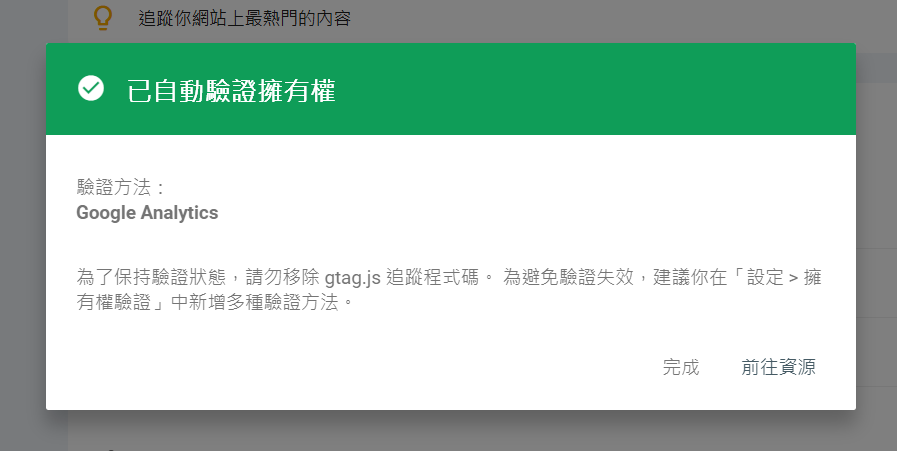 追蹤你網站上最熱門的內容
已自動驗證擁有權
驗證方法：
Google Analytics
為了保持驗證狀態，請勿移除 gtag.js 追蹤程式碼。 為避免驗證失效，建議你在「設定 > 擁
有權驗證」中新增多種驗證方法。
完成
前往資源